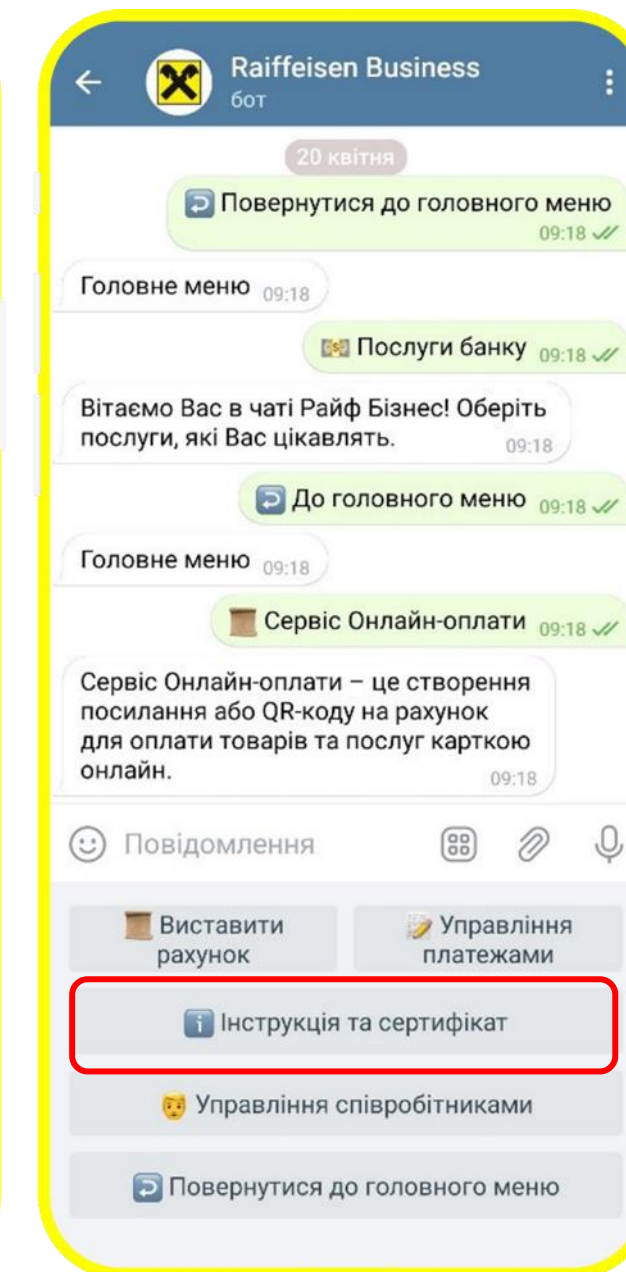 Raiffeisen Business
бот
20 квітня
Повернутися до головного меню
09:18
Головне меню 09:18
Послуги банку 09:18
Вітаємо Вас в чаті Райф Бізнес! Оберіть
послуги, які Вас цікавлять. 09:18
До головного меню 09:18
Головне меню 09:18
Сервіс Онлайн-оплати 09:18
Сервіс Онлайн-оплати – це створення
посилання або QR-коду на рахунок
для оплати товарів та послуг карткою
онлайн. 09:18
Повідомлення
Виставити
рахунок
Управління
платежами
Інструкція та сертифікат
Управління співробітниками
Повернутися до головного меню